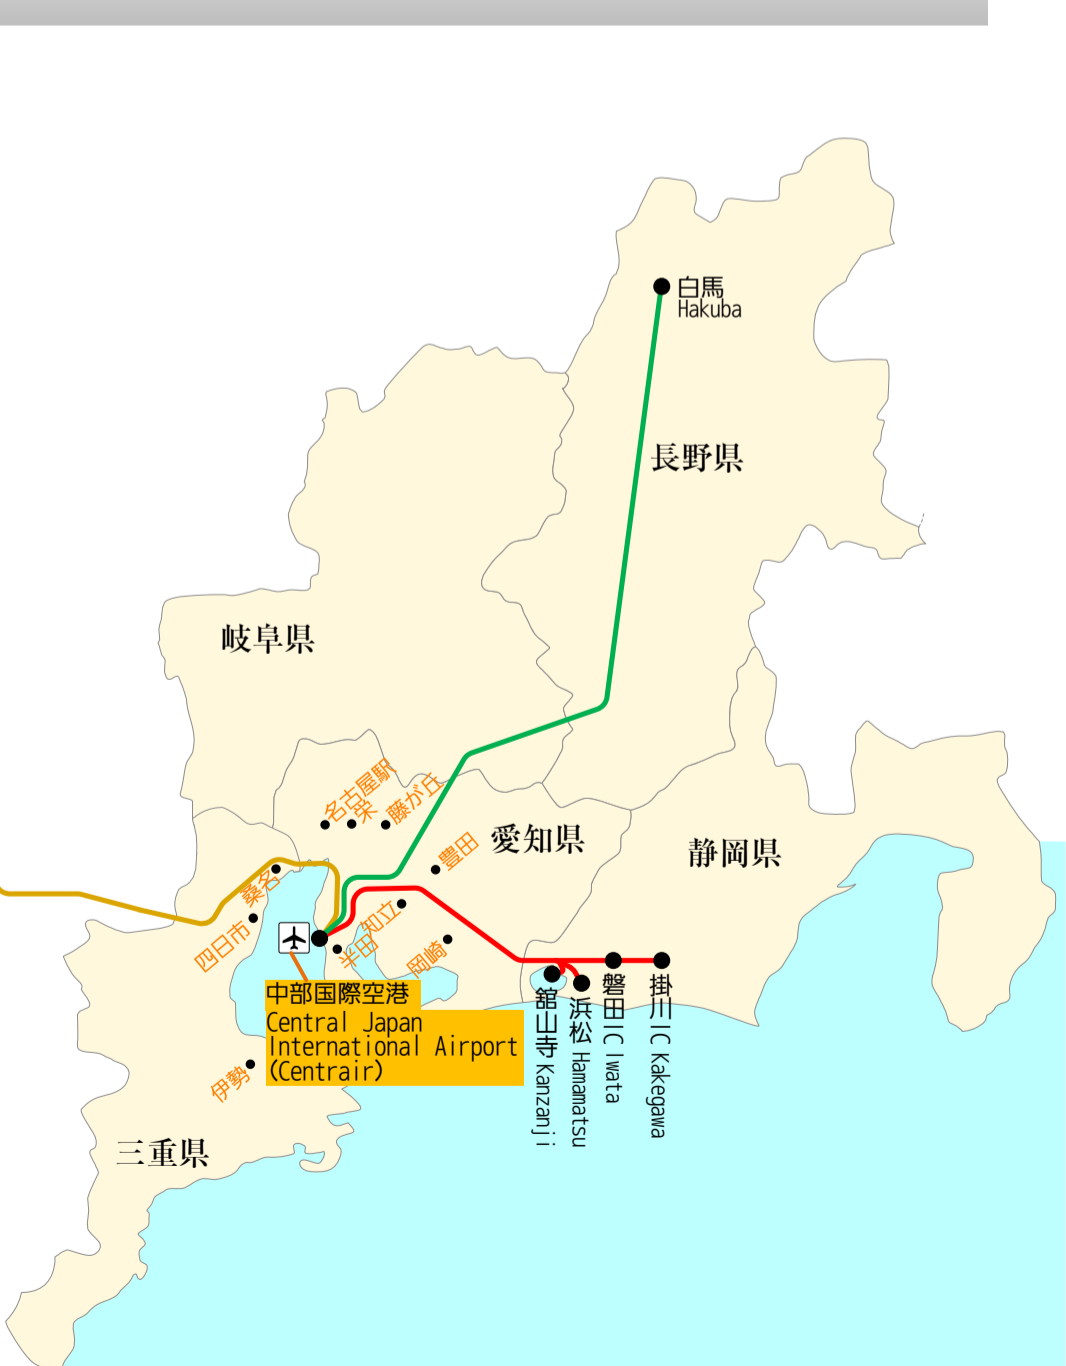 白馬
Hakuba
長野県
岐阜県
名古屋駅
栄
藤が丘
豊田
愛知県
静岡県
桑名
四日市
知立
半田
岡崎
中部国際空港
Central Japan
International Airport
(Centrair)
舘山寺 Kanzanji
浜松 Hamamatsu
磐田IC Iwata
掛川IC Kakegawa
伊勢
三重県